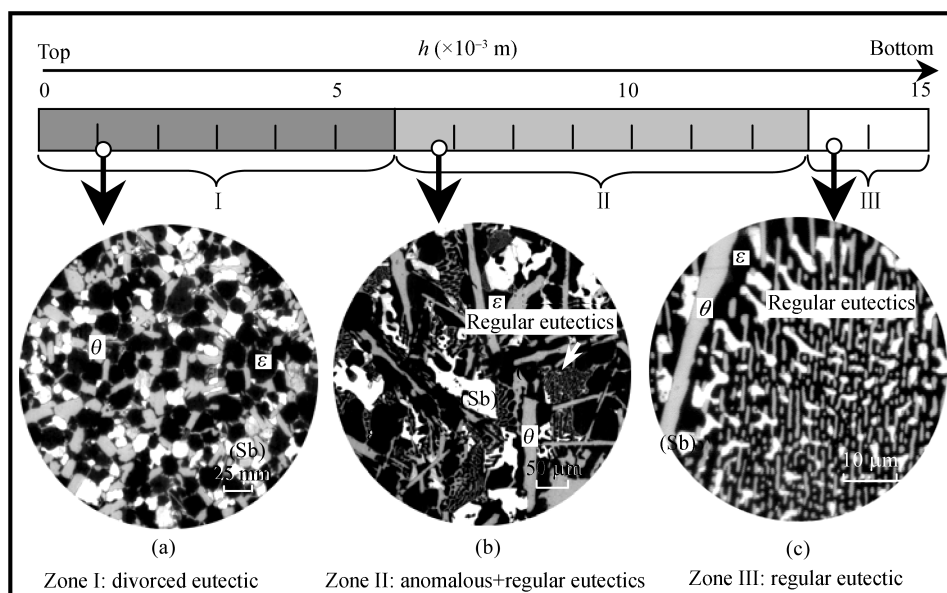 Top h (×10⁻³ m) Bottom
0 5 10 15
I II III
θ
ε
(Sb)
25 mm
ε
Regular eutectics
(Sb)
θ
50 μm
ε
θ
Regular eutectics
(Sb)
10 μm
(a) (b) (c)
Zone I: divorced eutectic Zone II: anomalous+regular eutectics Zone III: regular eutectic